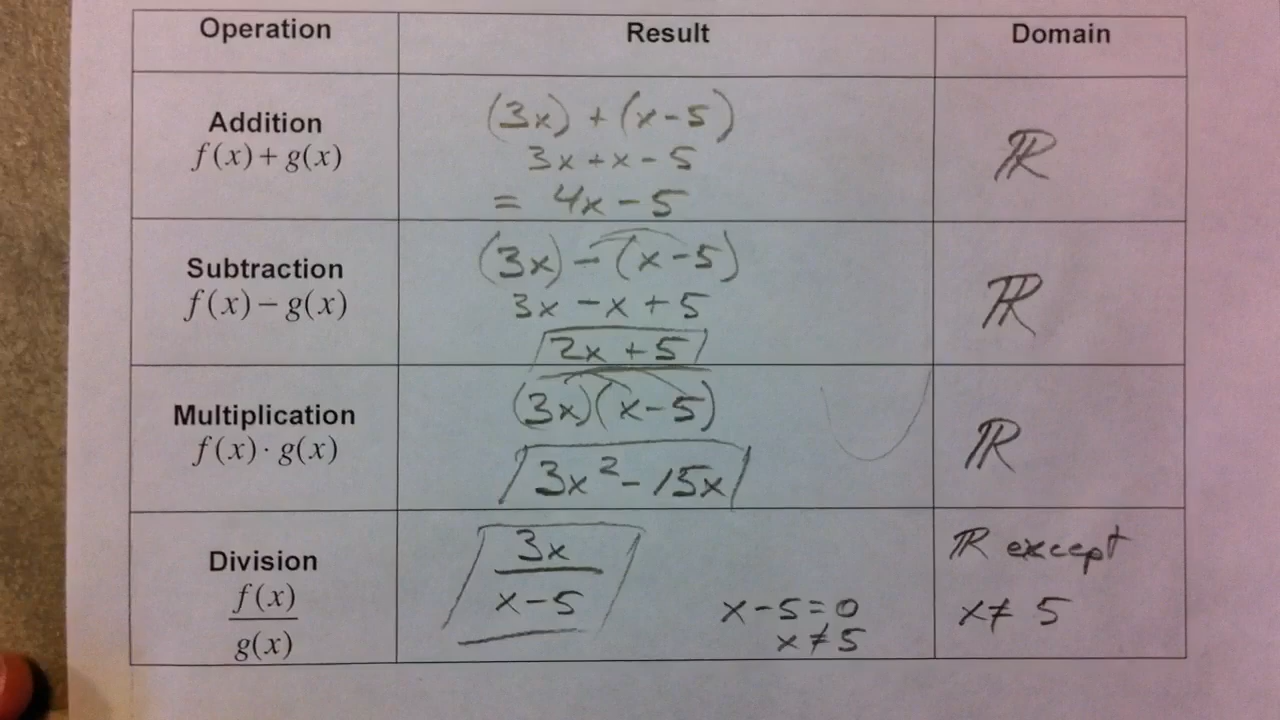 Operation Result Domain
Addition
f(x) + g(x)
(3x) + (x-5)
3x + x - 5
= 4x - 5
ℝ
Subtraction
f(x) − g(x)
(3x) - (x-5)
3x - x + 5
2x + 5
ℝ
Multiplication
f(x) · g(x)
(3x)(x-5)
3x² - 15x
ℝ
Division
f(x)
g(x)
3x
x-5
x-5=0
x≠5
ℝ except
x≠ 5